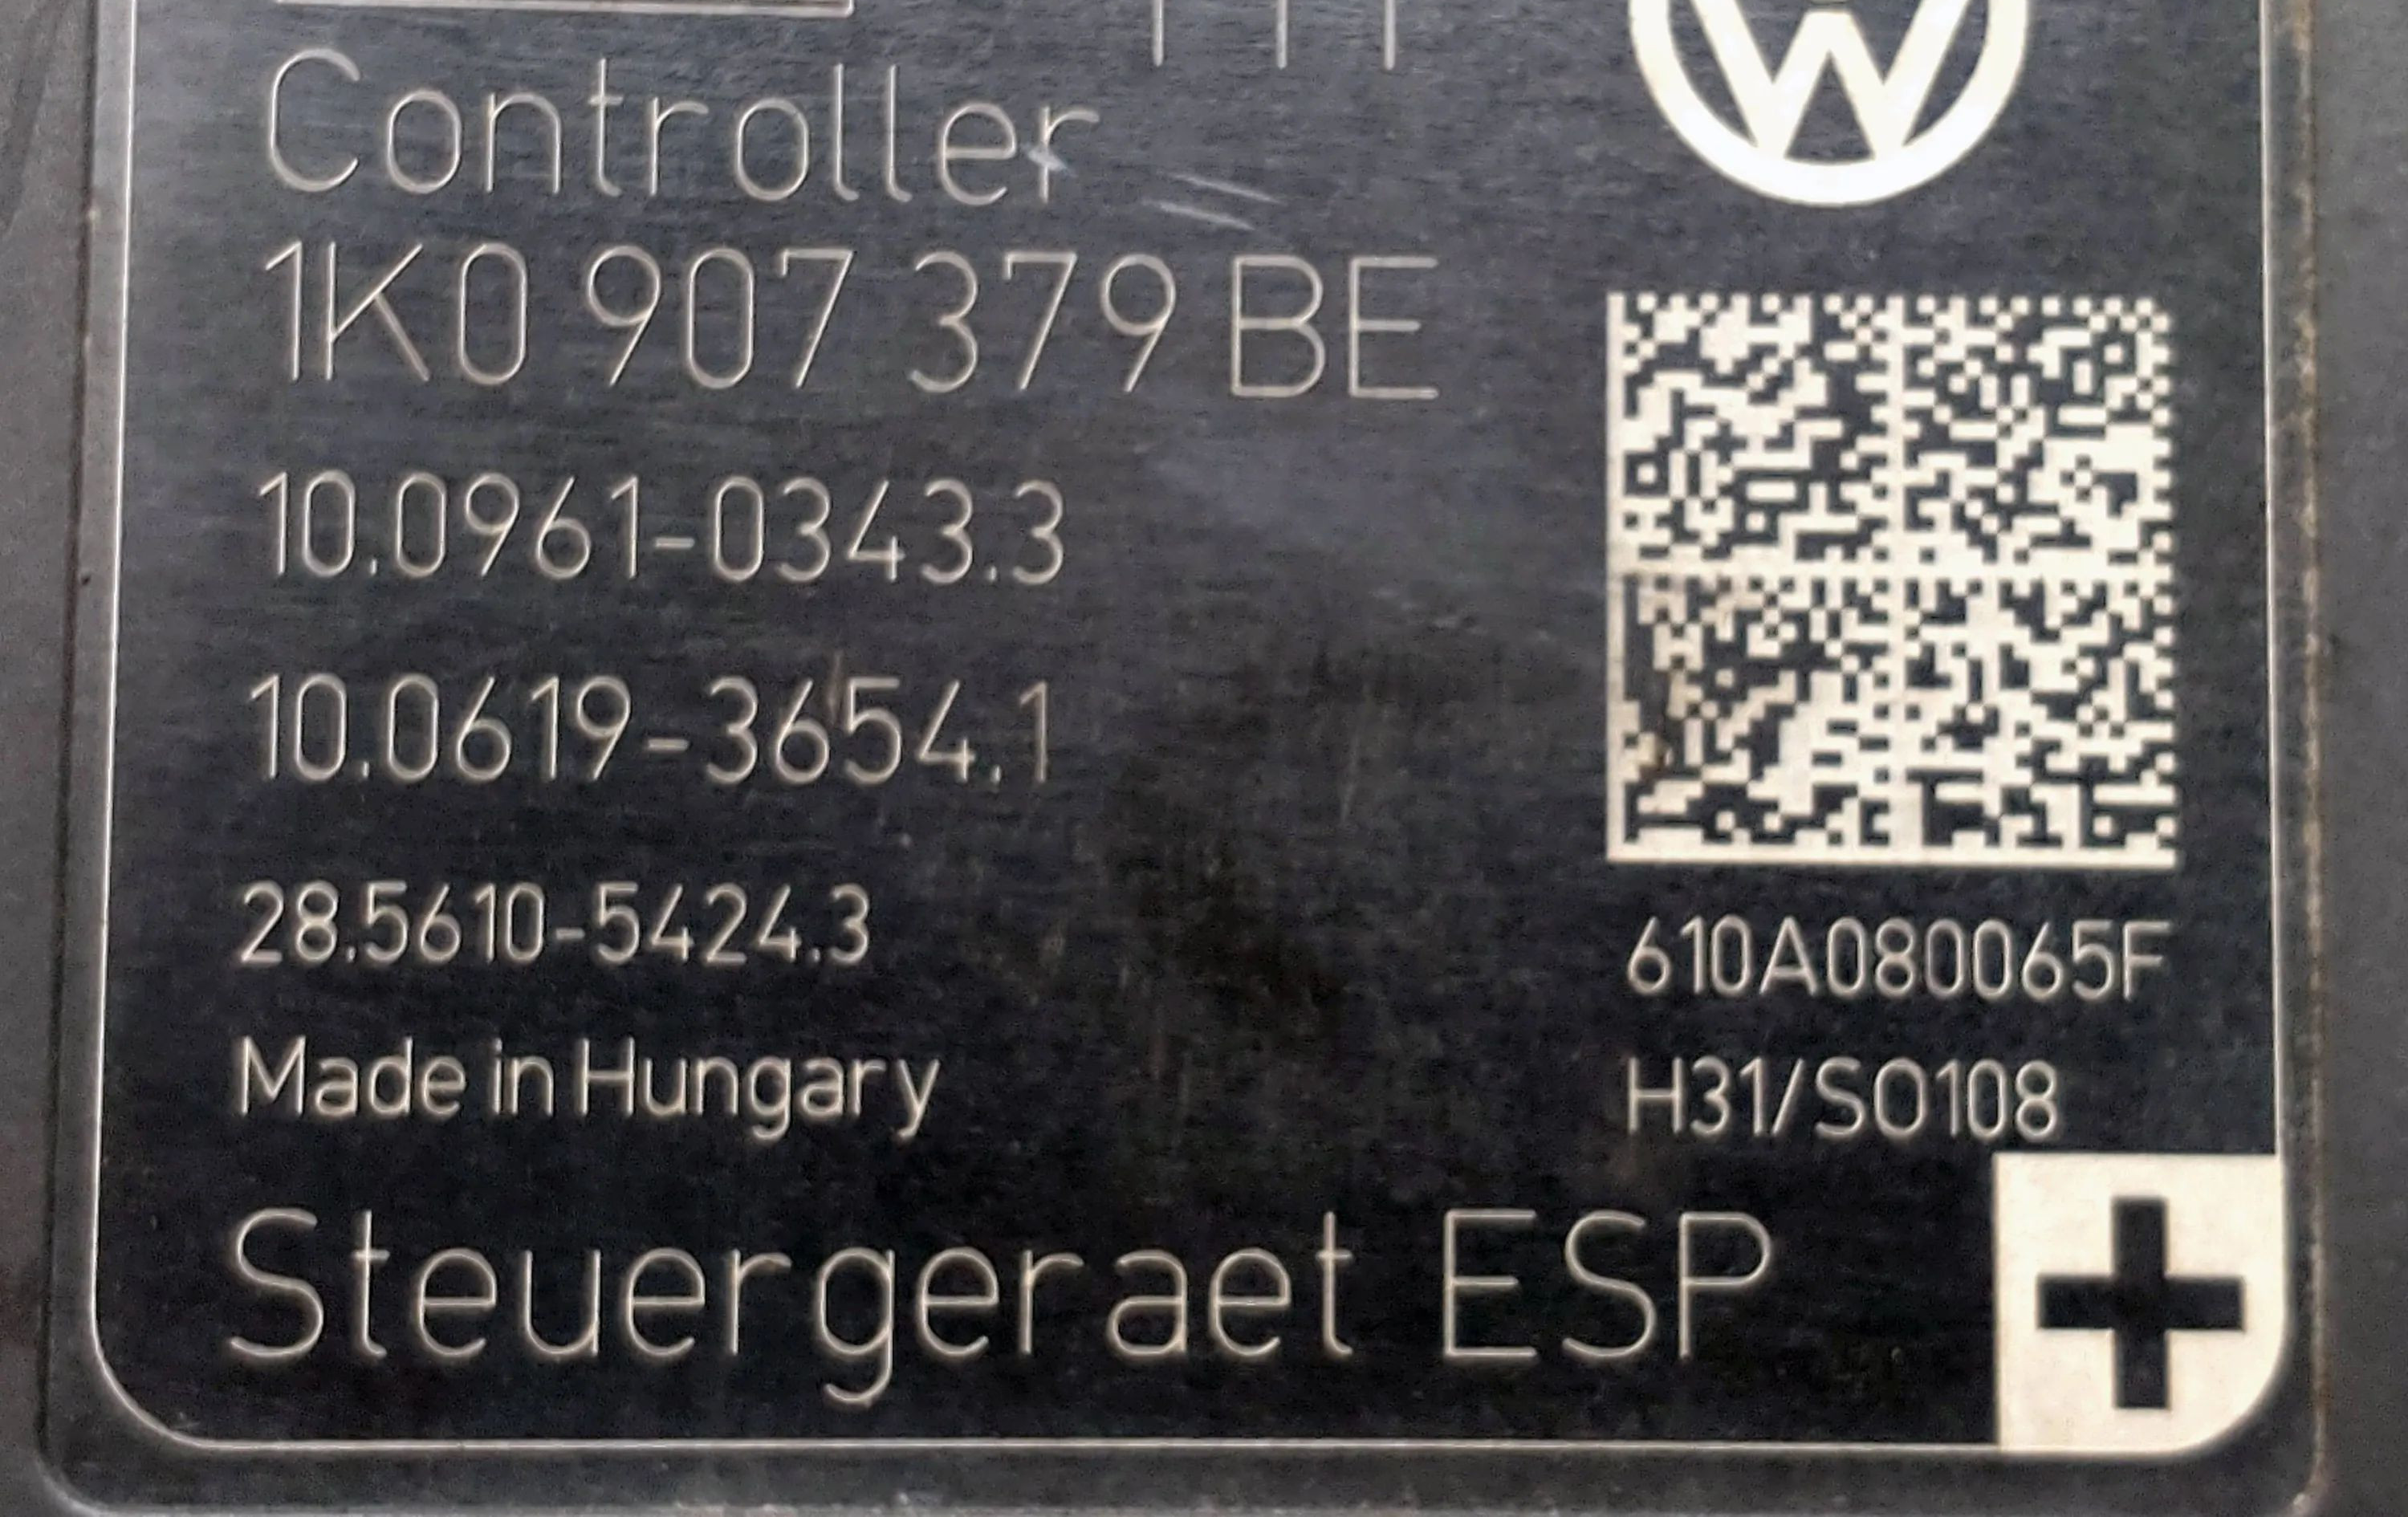 Controller
1K0 907 379 BE
10.0961-0343.3
10.0619-3654.1
28.5610-5424.3
Made in Hungary
610A080065F
H31/SO108
Steuergeraet ESP